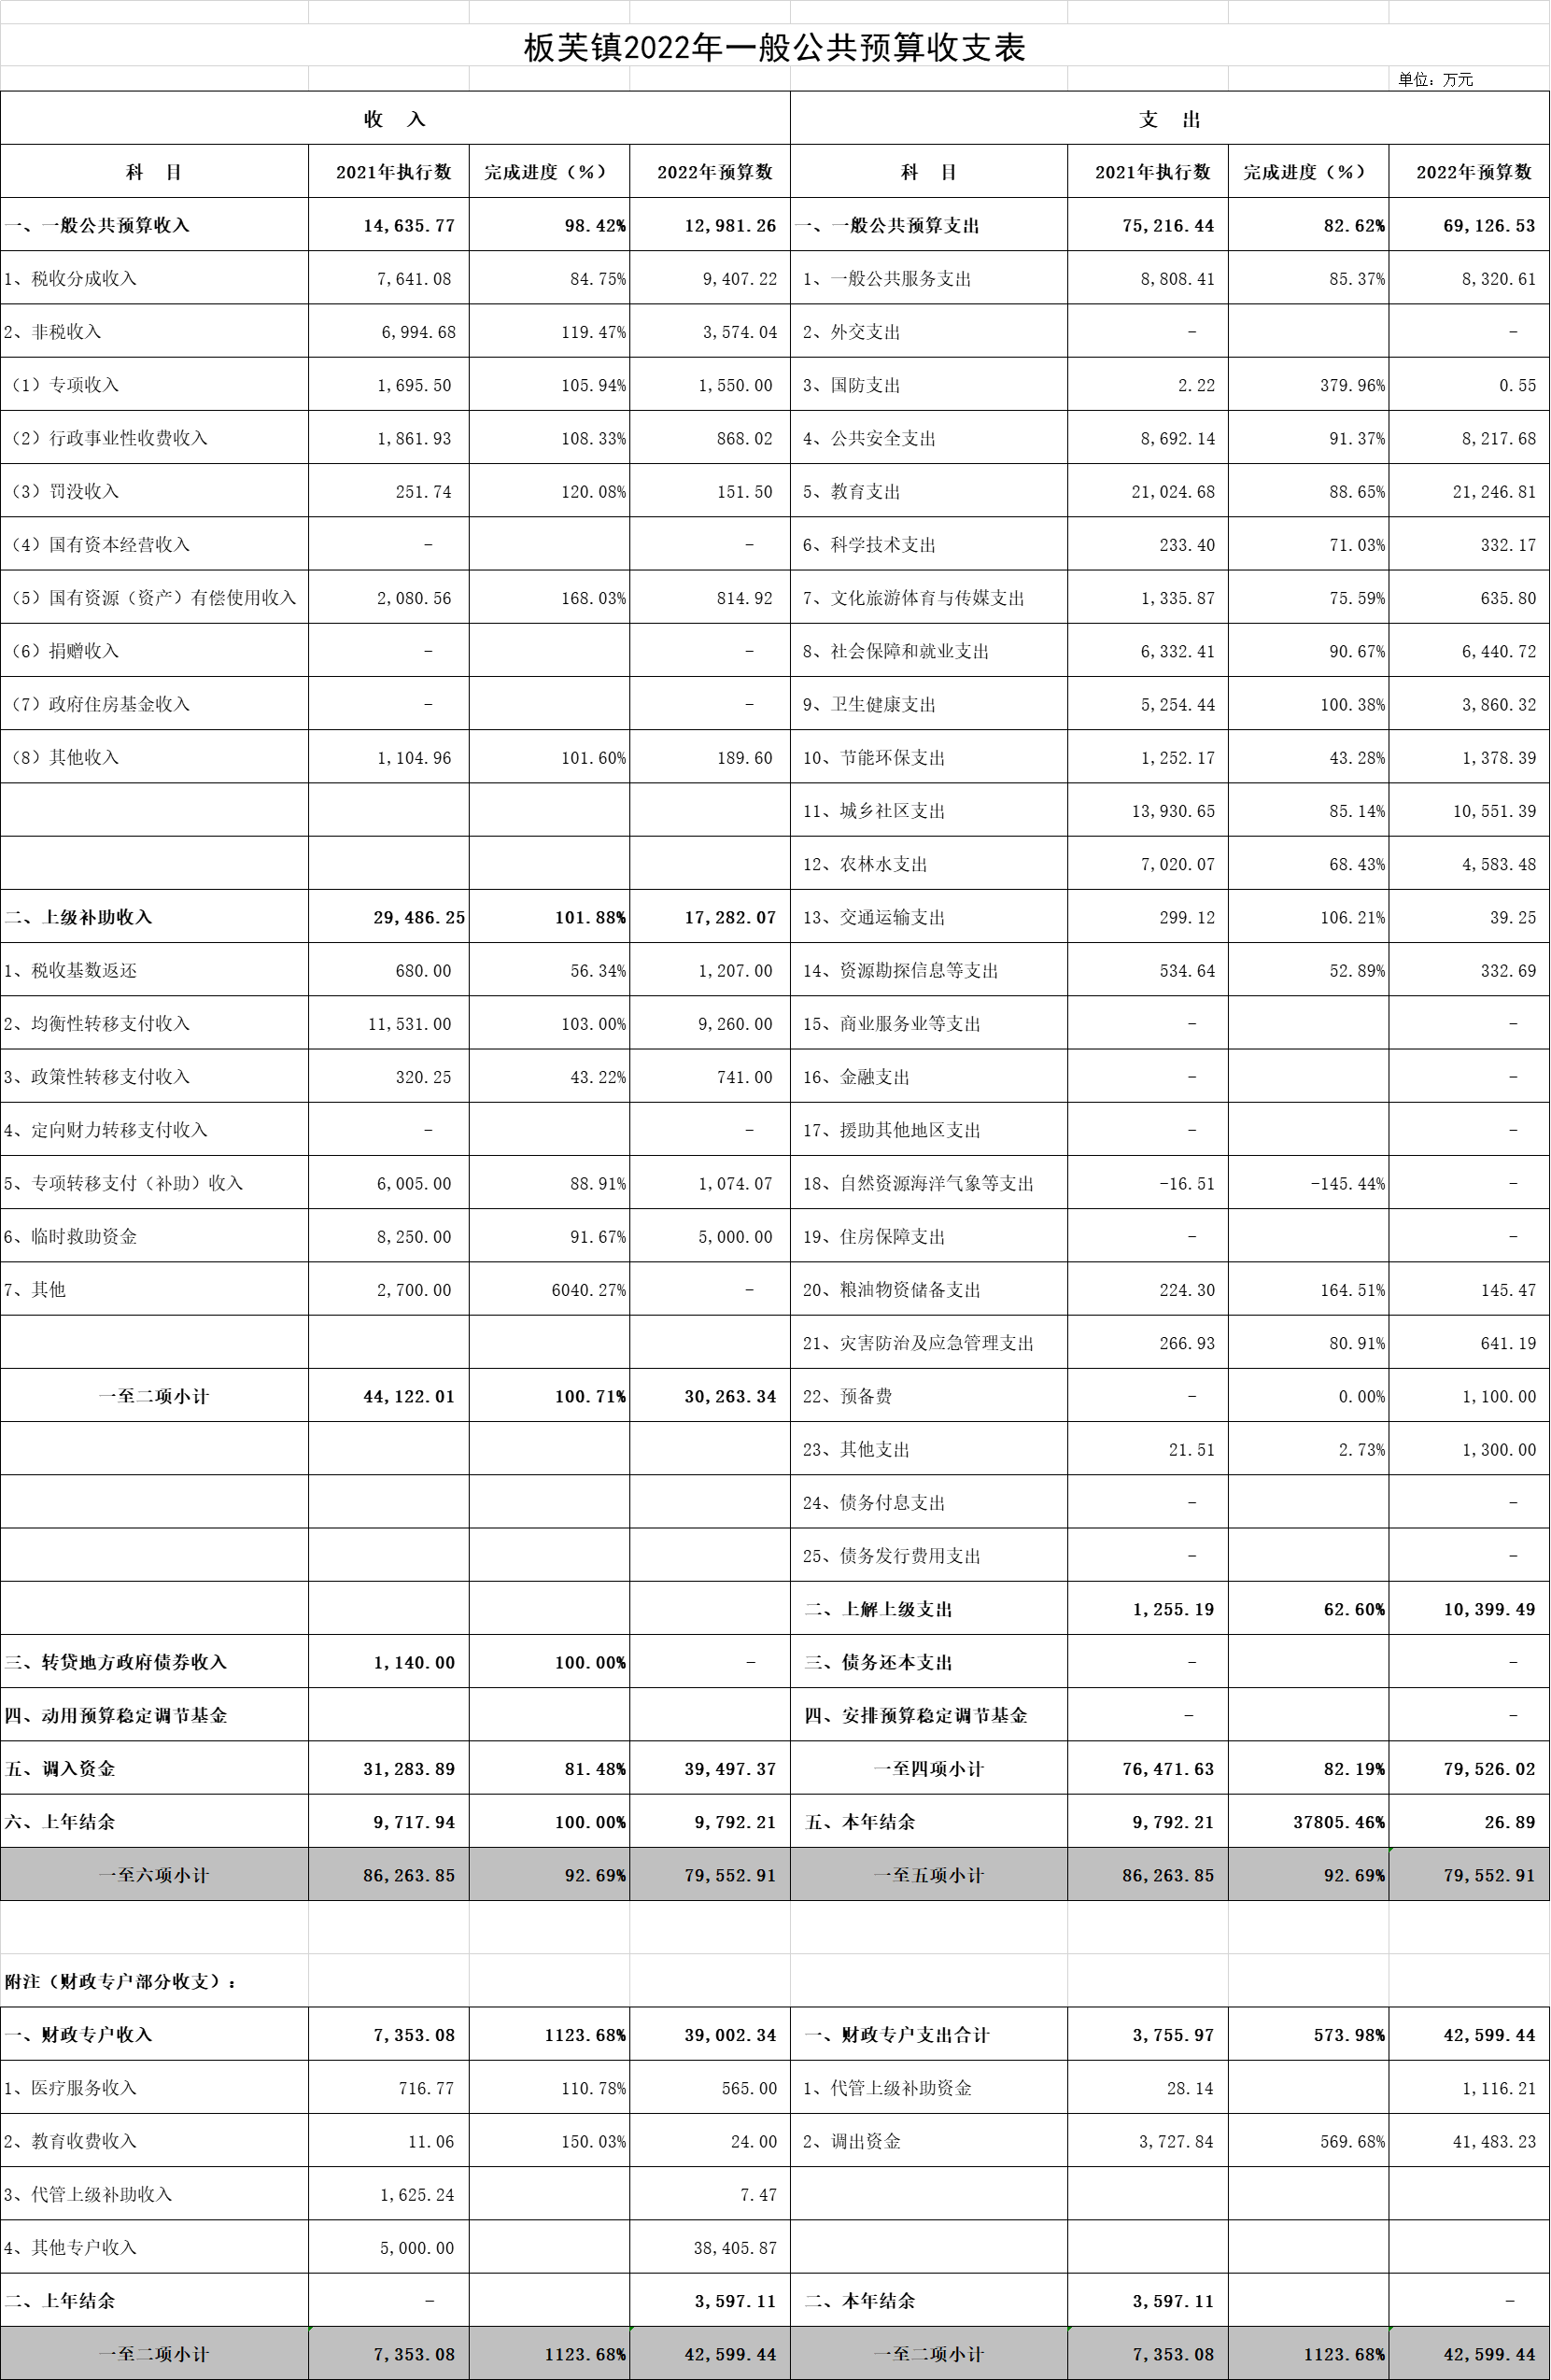 板芙镇2022年一般公共预算收支表
单位：万元
收 入 支 出
科 目 2021年执行数 完成进度（%） 2022年预算数 科 目 2021年执行数 完成进度（%） 2022年预算数
一、一般公共预算收入 14,635.77 98.42% 12,981.26 一、一般公共预算支出 75,216.44 82.62% 69,126.53
1、税收分成收入 7,641.08 84.75% 9,407.22 1、一般公共服务支出 8,808.41 85.37% 8,320.61
2、非税收入 6,994.68 119.47% 3,574.04 2、外交支出 - -
（1）专项收入 1,695.50 105.94% 1,550.00 3、国防支出 2.22 379.96% 0.55
（2）行政事业性收费收入 1,861.93 108.33% 868.02 4、公共安全支出 8,692.14 91.37% 8,217.68
（3）罚没收入 251.74 120.08% 151.50 5、教育支出 21,024.68 88.65% 21,246.81
（4）国有资本经营收入 - - 6、科学技术支出 233.40 71.03% 332.17
（5）国有资源（资产）有偿使用收入 2,080.56 168.03% 814.92 7、文化旅游体育与传媒支出 1,335.87 75.59% 635.80
（6）捐赠收入 - - 8、社会保障和就业支出 6,332.41 90.67% 6,440.72
（7）政府住房基金收入 - - 9、卫生健康支出 5,254.44 100.38% 3,860.32
（8）其他收入 1,104.96 101.60% 189.60 10、节能环保支出 1,252.17 43.28% 1,378.39
11、城乡社区支出 13,930.65 85.14% 10,551.39
12、农林水支出 7,020.07 68.43% 4,583.48
二、上级补助收入 29,486.25 101.88% 17,282.07 13、交通运输支出 299.12 106.21% 39.25
1、税收基数返还 680.00 56.34% 1,207.00 14、资源勘探信息等支出 534.64 52.89% 332.69
2、均衡性转移支付收入 11,531.00 103.00% 9,260.00 15、商业服务业等支出 - -
3、政策性转移支付收入 320.25 43.22% 741.00 16、金融支出 - -
4、定向财力转移支付收入 - - 17、援助其他地区支出 - -
5、专项转移支付（补助）收入 6,005.00 88.91% 1,074.07 18、自然资源海洋气象等支出 -16.51 -145.44% -
6、临时救助资金 8,250.00 91.67% 5,000.00 19、住房保障支出 - -
7、其他 2,700.00 6040.27% - 20、粮油物资储备支出 224.30 164.51% 145.47
21、灾害防治及应急管理支出 266.93 80.91% 641.19
一至二项小计 44,122.01 100.71% 30,263.34 22、预备费 - 0.00% 1,100.00
23、其他支出 21.51 2.73% 1,300.00
24、债务付息支出 - -
25、债务发行费用支出 - -
二、上解上级支出 1,255.19 62.60% 10,399.49
三、转贷地方政府债券收入 1,140.00 100.00% - 三、债务还本支出 - -
四、动用预算稳定调节基金 四、安排预算稳定调节基金 - -
五、调入资金 31,283.89 81.48% 39,497.37 一至四项小计 76,471.63 82.19% 79,526.02
六、上年结余 9,717.94 100.00% 9,792.21 五、本年结余 9,792.21 37805.46% 26.89
一至六项小计 86,263.85 92.69% 79,552.91 一至五项小计 86,263.85 92.69% 79,552.91
附注（财政专户部分收支）：
一、财政专户收入 7,353.08 1123.68% 39,002.34 一、财政专户支出合计 3,755.97 573.98% 42,599.44
1、医疗服务收入 716.77 110.78% 565.00 1、代管上级补助资金 28.14 1,116.21
2、教育收费收入 11.06 150.03% 24.00 2、调出资金 3,727.84 569.68% 41,483.23
3、代管上级补助收入 1,625.24 7.47
4、其他专户收入 5,000.00 38,405.87
二、上年结余 - 3,597.11 二、本年结余 3,597.11 -
一至二项小计 7,353.08 1123.68% 42,599.44 一至二项小计 7,353.08 1123.68% 42,599.44